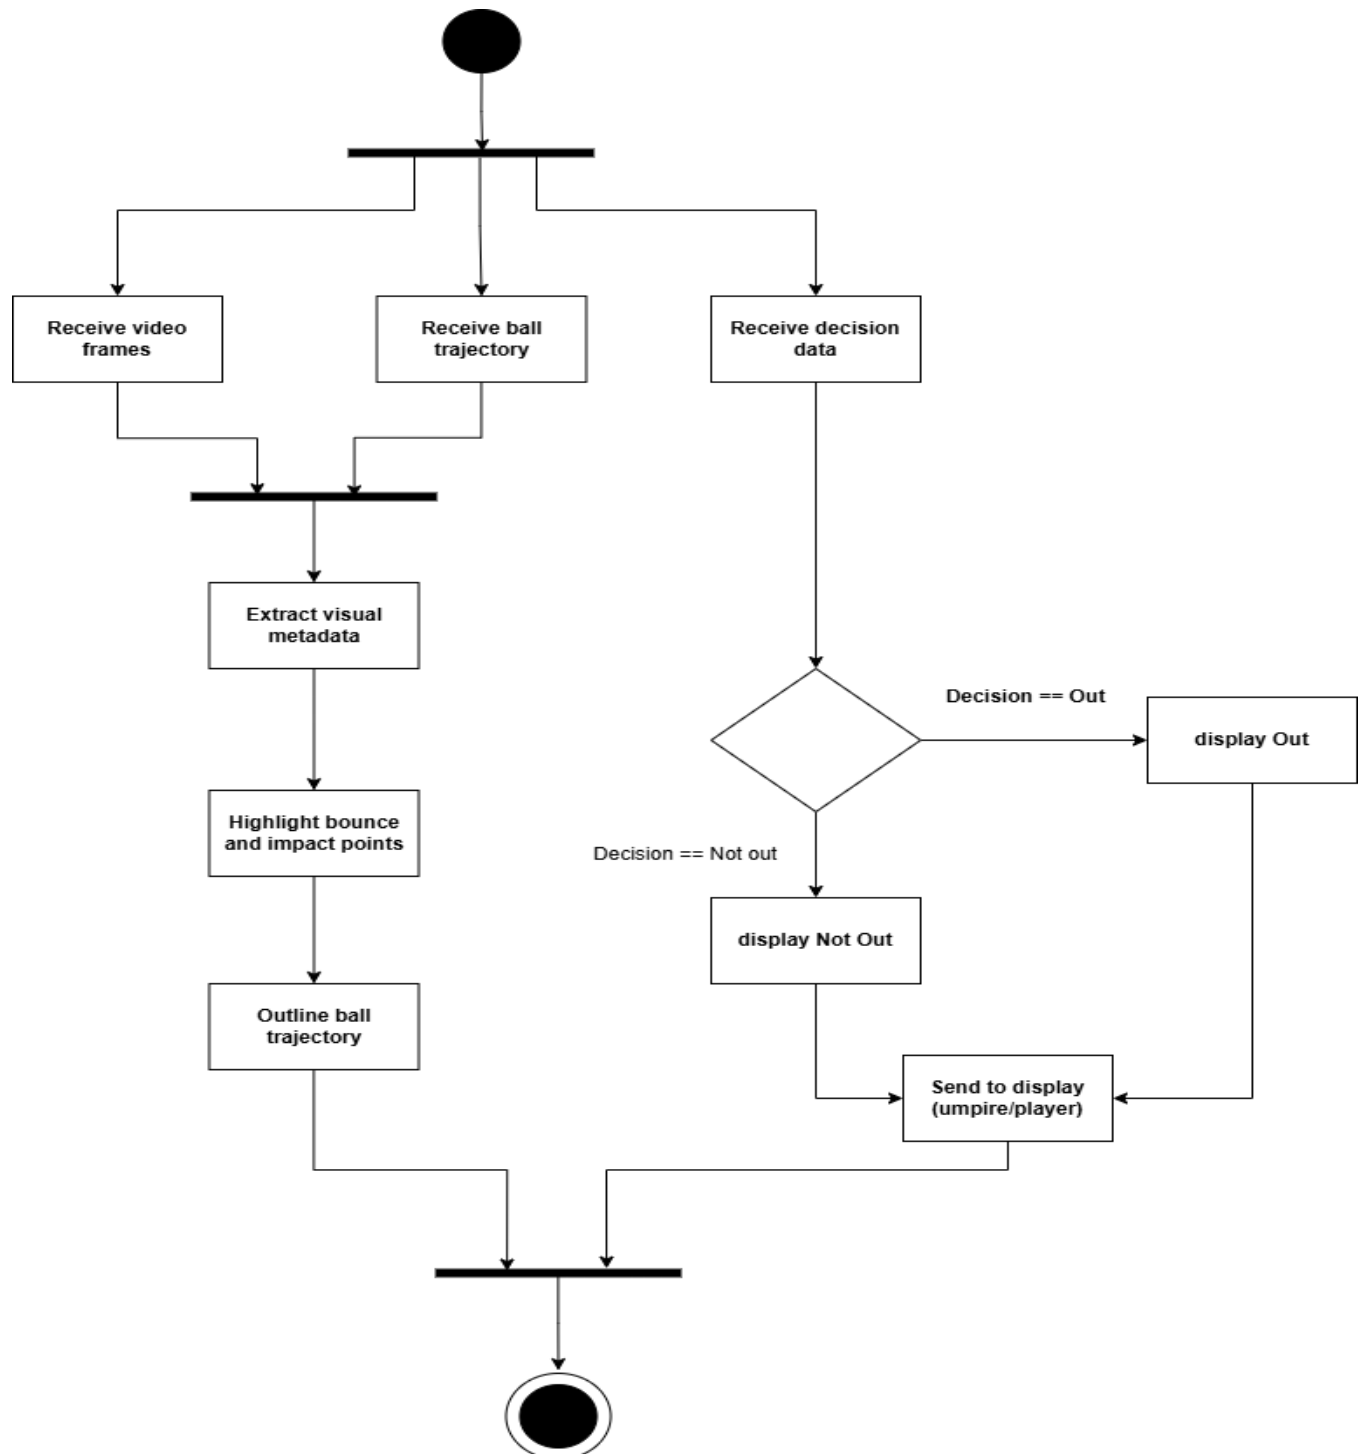 Receive video
frames
Receive ball
trajectory
Receive decision
data
Extract visual
metadata
Decision == Out
display Out
Highlight bounce
and impact points
Decision == Not out
display Not Out
Outline ball
trajectory
Send to display
(umpire/player)